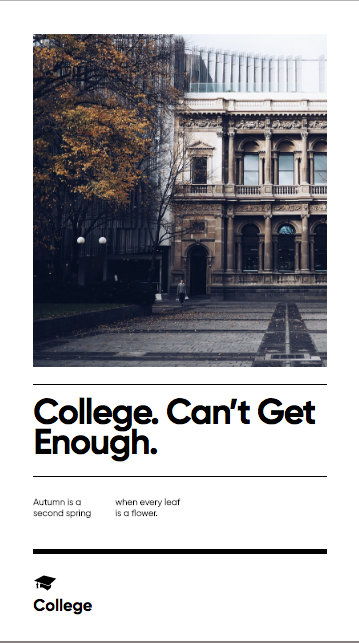 College. Can’t Get
Enough.
Autumn is a
second spring
when every leaf
is a flower.
College